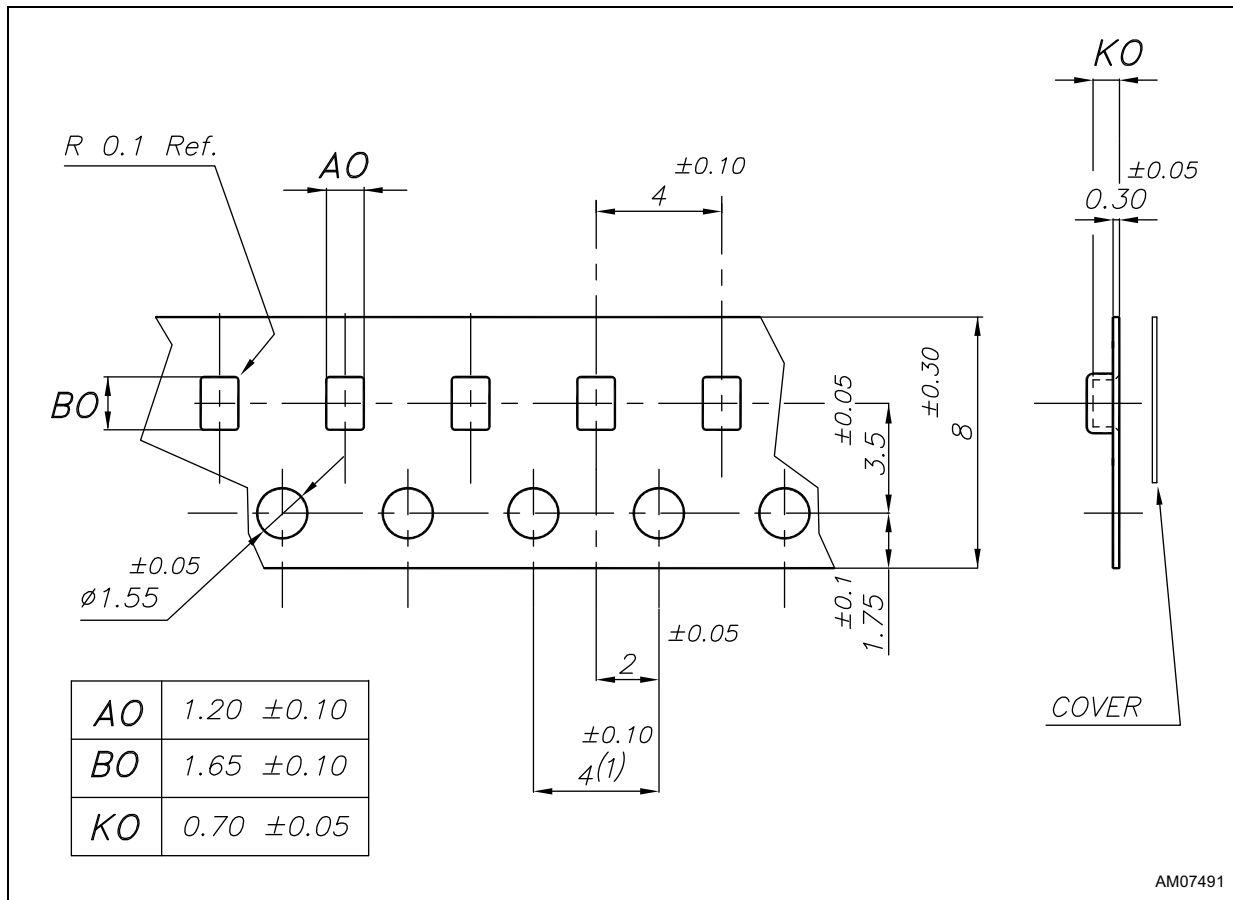 KO
R 0.1 Ref.
AO
±0.10
4
±0.05
0.30
BO
±0.05
3.5
±0.30
8
±0.05
ø1.55
±0.1
1.75
±0.05
2
±0.10
4(1)
COVER
AO 1.20 ±0.10
BO 1.65 ±0.10
KO 0.70 ±0.05
AM07491